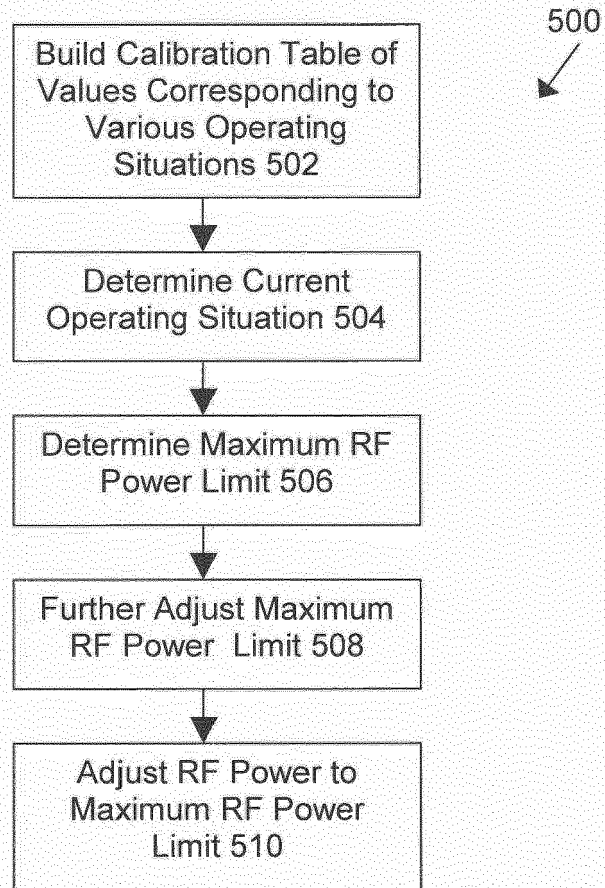 500
Build Calibration Table of
Values Corresponding to
Various Operating
Situations 502
Determine Current
Operating Situation 504
Determine Maximum RF
Power Limit 506
Further Adjust Maximum
RF Power Limit 508
Adjust RF Power to
Maximum RF Power
Limit 510